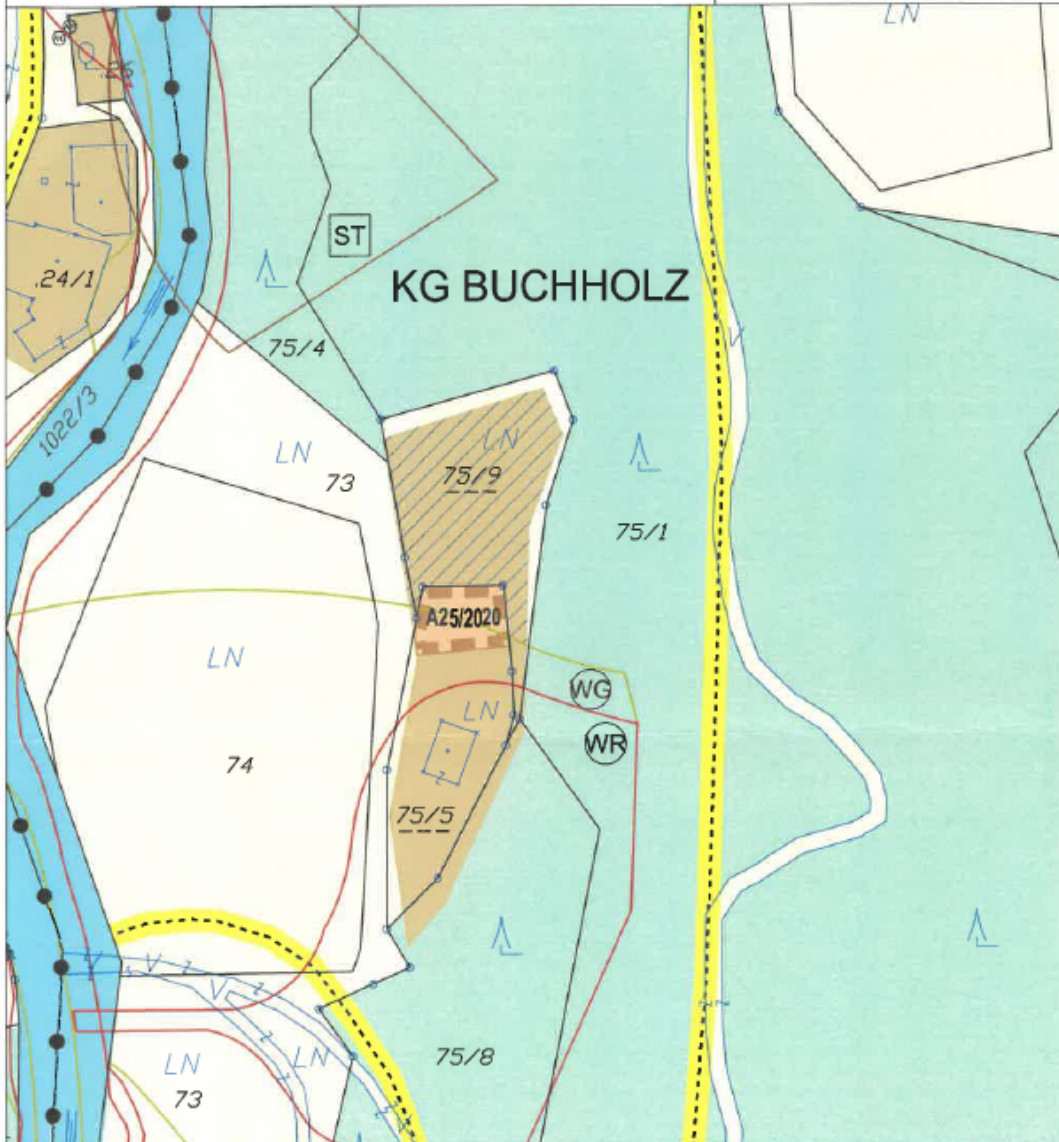 LN
.24/1
ST
KG BUCHHOLZ
75/4
1022/3
LN
73
LN
75/9
75/1
A25/2020
LN
WG
WR
LN
74
75/5
V
V
V
LN
73
LN
75/8